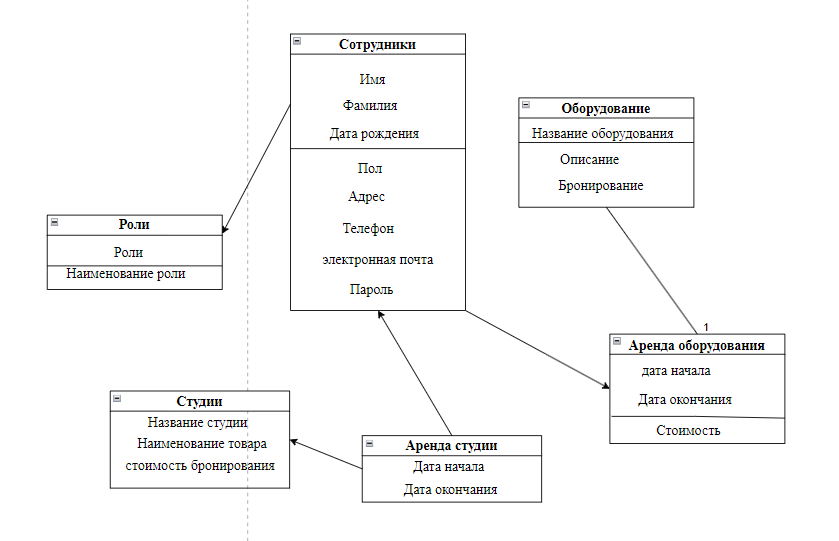 Сотрудники
Имя
Фамилия
Дата рождения
Пол
Адрес
Телефон
электронная почта
Пароль
Оборудование
Название оборудования
Описание
Бронирование
Роли
Роли
Наименование роли
1
Аренда оборудования
дата начала
Дата окончания
Стоимость
Студии
Название студии
Наименование товара
стоимость бронирования
Аренда студии
Дата начала
Дата окончания